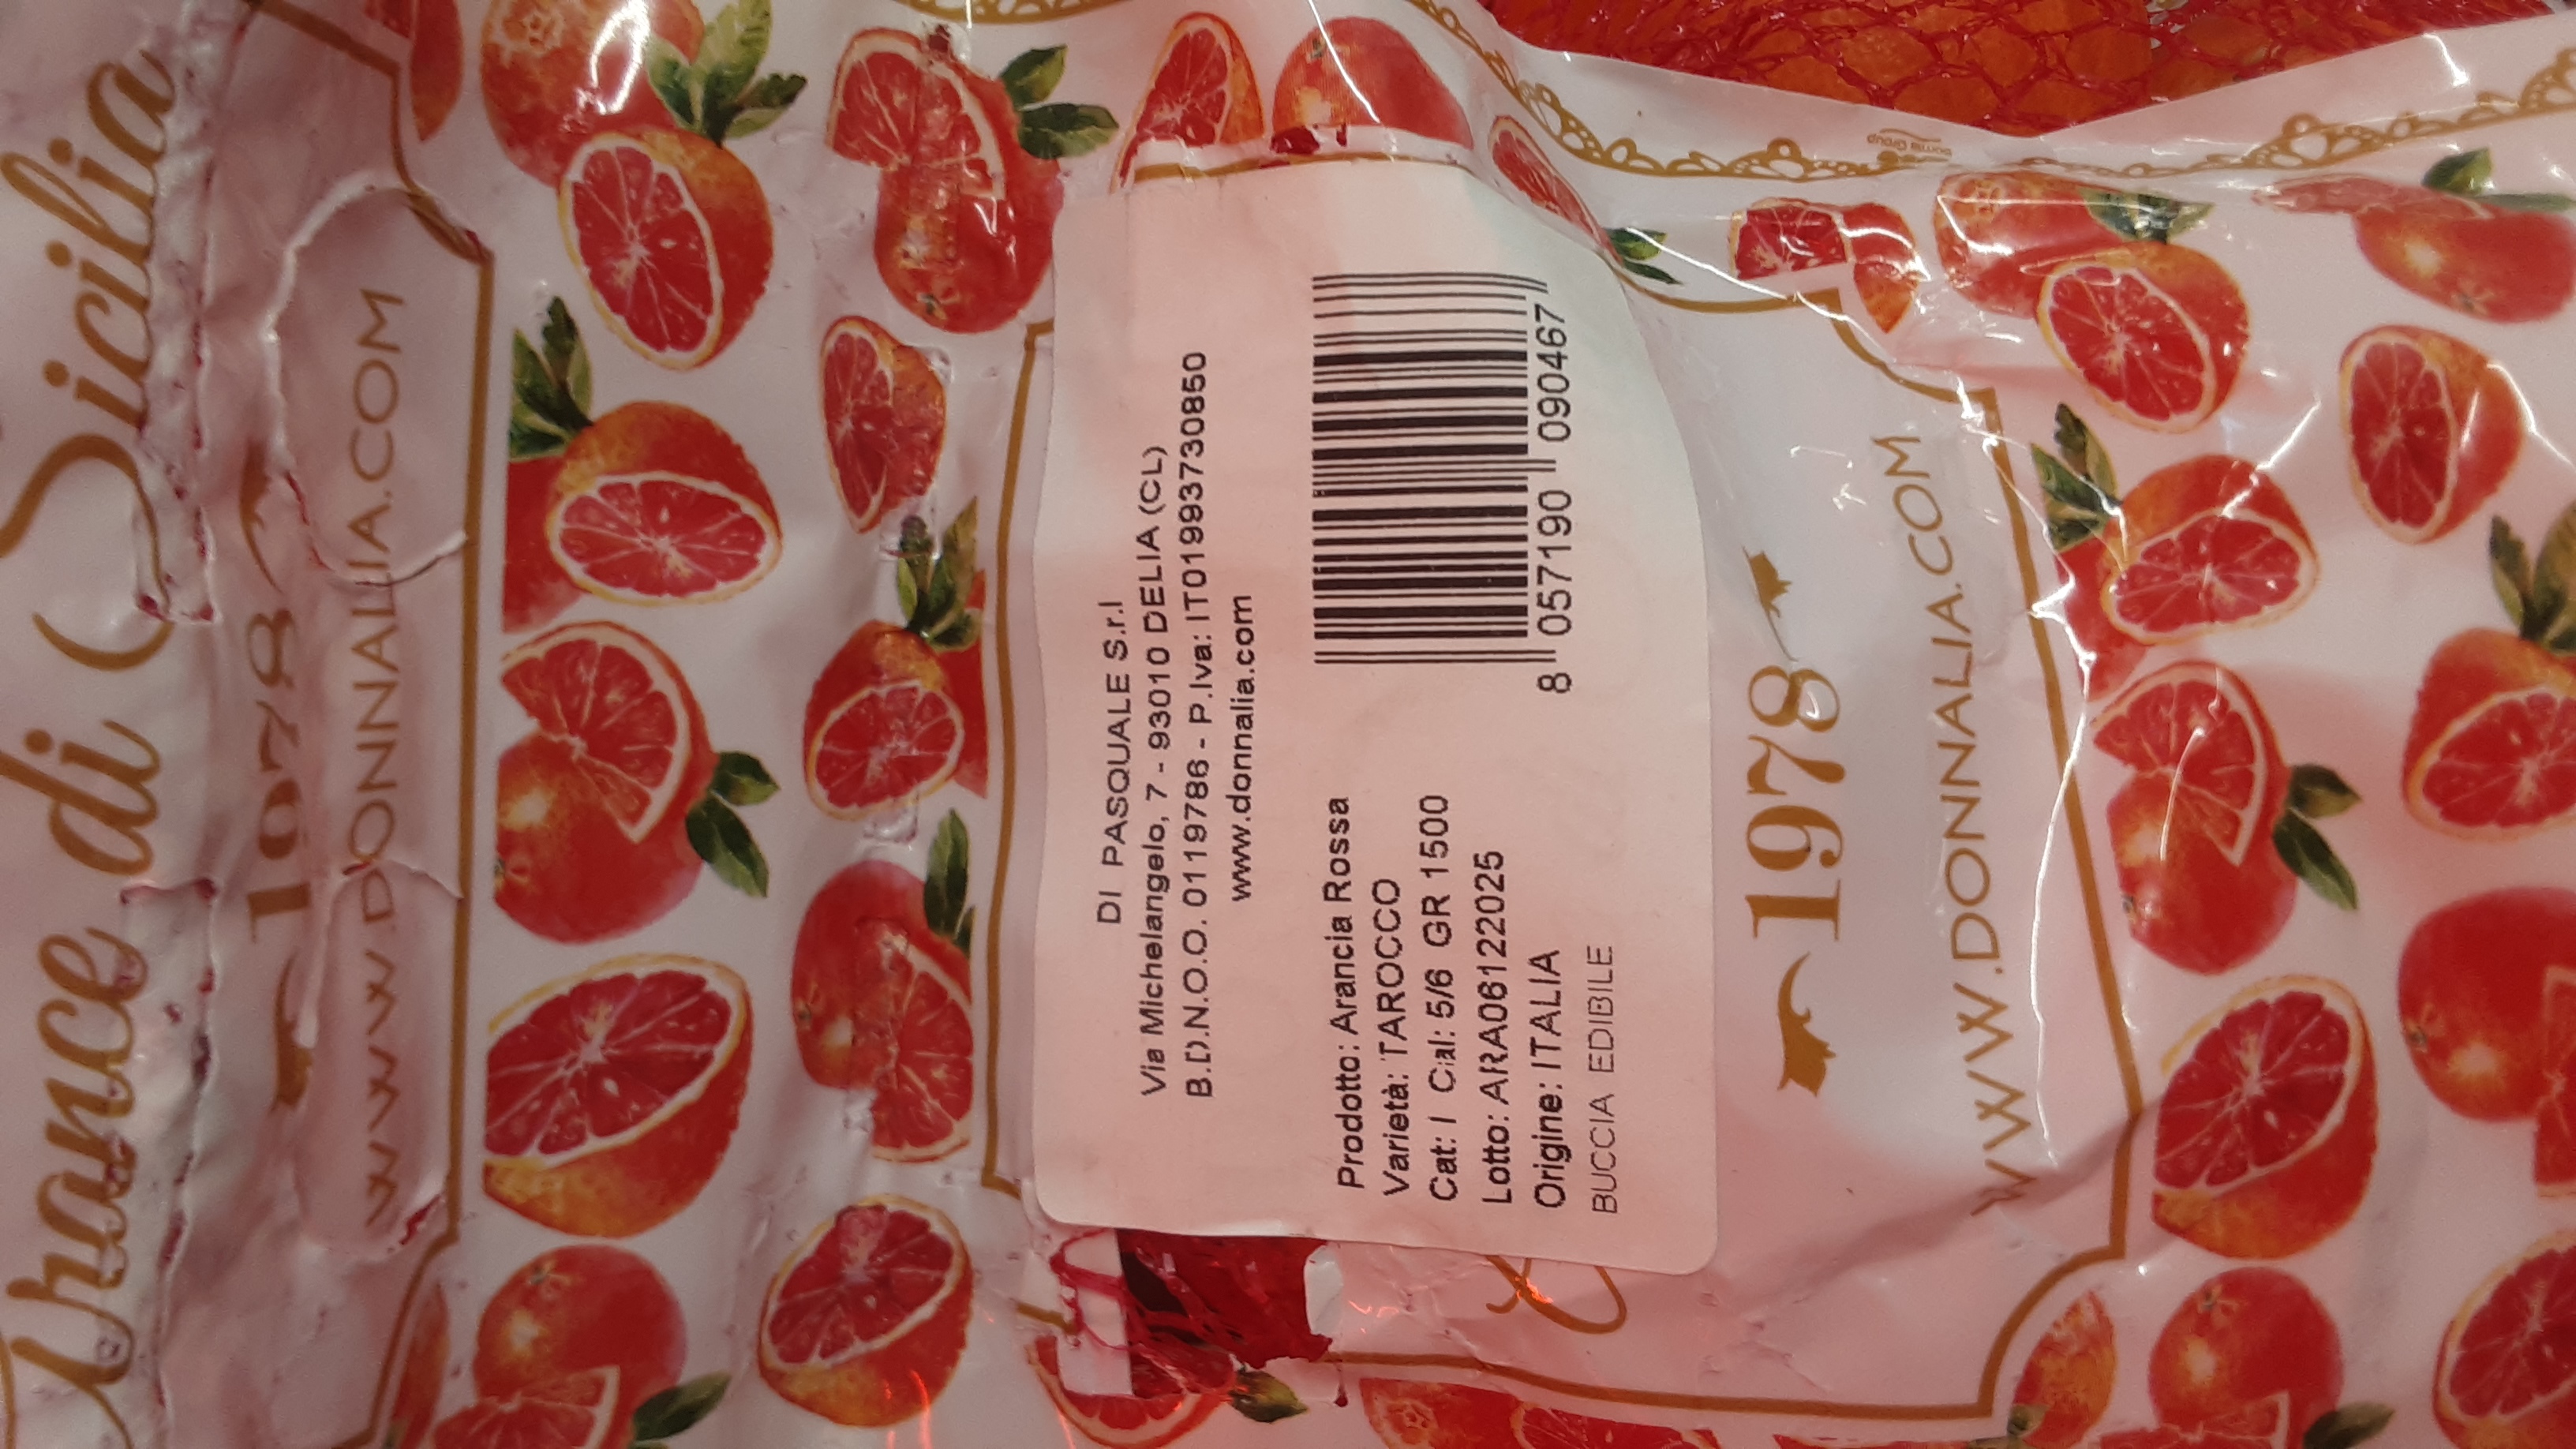 Arance di Sicilia
1978
WWW.DONNALIA.COM
DI PASQUALE S.r.l
Via Michelangelo, 7 - 93010 DELIA (CL)
B.D.N.O.O. 0119786 - P.Iva: IT01993730850
www.donnalia.com
Prodotto: Arancia Rossa
Varietà: TAROCCO
Cat: I Cal: 5/6 GR 1500
Lotto: ARA06122025
Origine: ITALIA
BUCCIA EDIBILE
8 057190 090467
1978
WWW.DONNALIA.COM